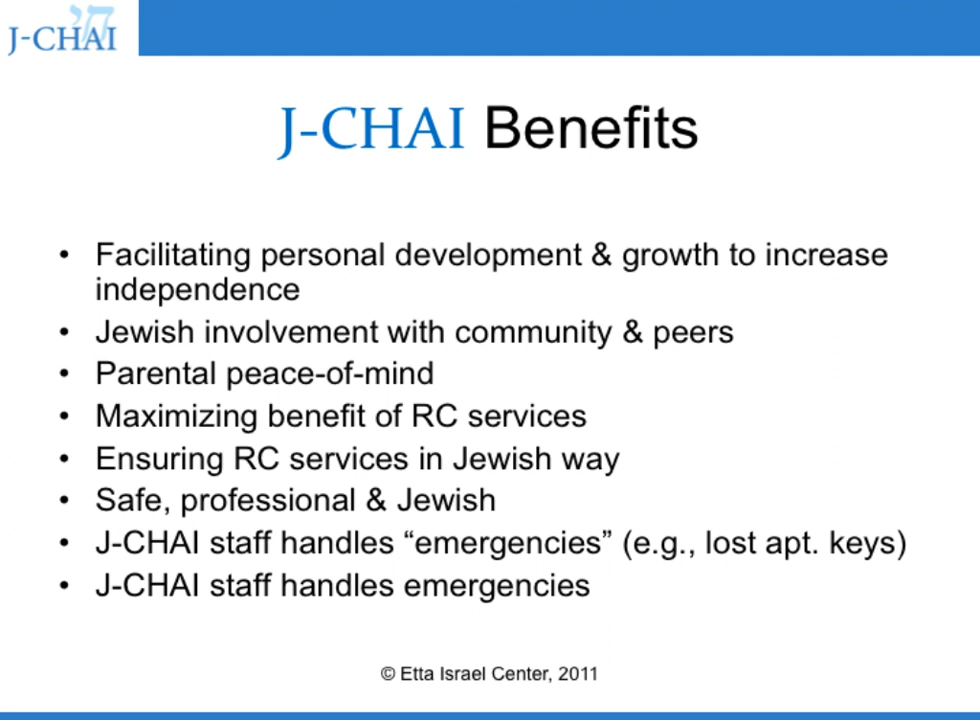 חי
J-CHAI
J-CHAI Benefits
• Facilitating personal development & growth to increase
independence
• Jewish involvement with community & peers
• Parental peace-of-mind
• Maximizing benefit of RC services
• Ensuring RC services in Jewish way
• Safe, professional & Jewish
• J-CHAI staff handles “emergencies” (e.g., lost apt. keys)
• J-CHAI staff handles emergencies
© Etta Israel Center, 2011